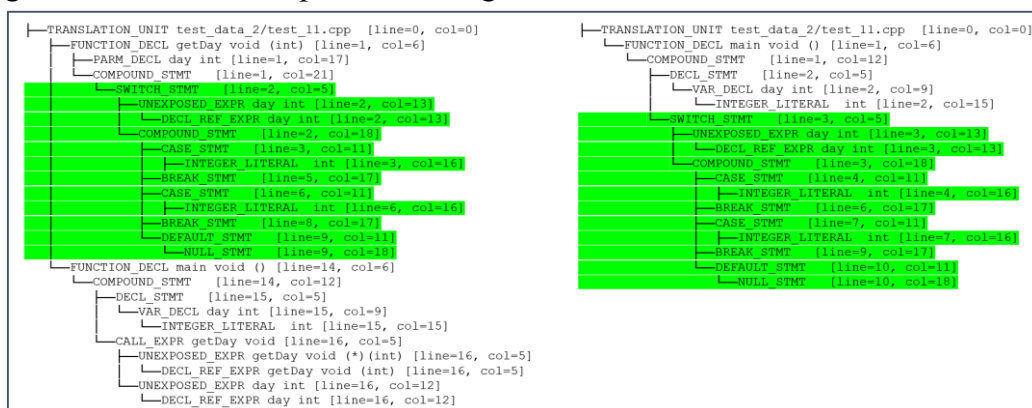 ├──TRANSLATION_UNIT test_data_2/test_11.cpp [line=0, col=0]
├──FUNCTION_DECL getDay void (int) [line=1, col=6]
├──PARM_DECL day int [line=1, col=17]
└──COMPOUND_STMT [line=1, col=21]
└──SWITCH_STMT [line=2, col=5]
├──UNEXPOSED_EXPR day int [line=2, col=13]
└──DECL_REF_EXPR day int [line=2, col=13]
└──COMPOUND_STMT [line=2, col=18]
├──CASE_STMT [line=3, col=11]
├──INTEGER_LITERAL int [line=3, col=16]
├──BREAK_STMT [line=5, col=17]
├──CASE_STMT [line=6, col=11]
├──INTEGER_LITERAL int [line=6, col=16]
├──BREAK_STMT [line=8, col=17]
└──DEFAULT_STMT [line=9, col=11]
└──NULL_STMT [line=9, col=18]
└──FUNCTION_DECL main void () [line=14, col=6]
└──COMPOUND_STMT [line=14, col=12]
├──DECL_STMT [line=15, col=5]
└──VAR_DECL day int [line=15, col=9]
└──INTEGER_LITERAL int [line=15, col=15]
└──CALL_EXPR getDay void [line=16, col=5]
├──UNEXPOSED_EXPR getDay void (*)(int) [line=16, col=5]
└──DECL_REF_EXPR getDay void (int) [line=16, col=5]
└──UNEXPOSED_EXPR day int [line=16, col=12]
└──DECL_REF_EXPR day int [line=16, col=12]
├──TRANSLATION_UNIT test_data_2/test_11.cpp [line=0, col=0]
└──FUNCTION_DECL main void () [line=1, col=6]
└──COMPOUND_STMT [line=1, col=12]
├──DECL_STMT [line=2, col=5]
└──VAR_DECL day int [line=2, col=9]
└──INTEGER_LITERAL int [line=2, col=15]
└──SWITCH_STMT [line=3, col=5]
├──UNEXPOSED_EXPR day int [line=3, col=13]
└──DECL_REF_EXPR day int [line=3, col=13]
└──COMPOUND_STMT [line=3, col=18]
├──CASE_STMT [line=4, col=11]
├──INTEGER_LITERAL int [line=4, col=16]
├──BREAK_STMT [line=6, col=17]
├──CASE_STMT [line=7, col=11]
├──INTEGER_LITERAL int [line=7, col=16]
├──BREAK_STMT [line=9, col=17]
└──DEFAULT_STMT [line=10, col=11]
└──NULL_STMT [line=10, col=18]